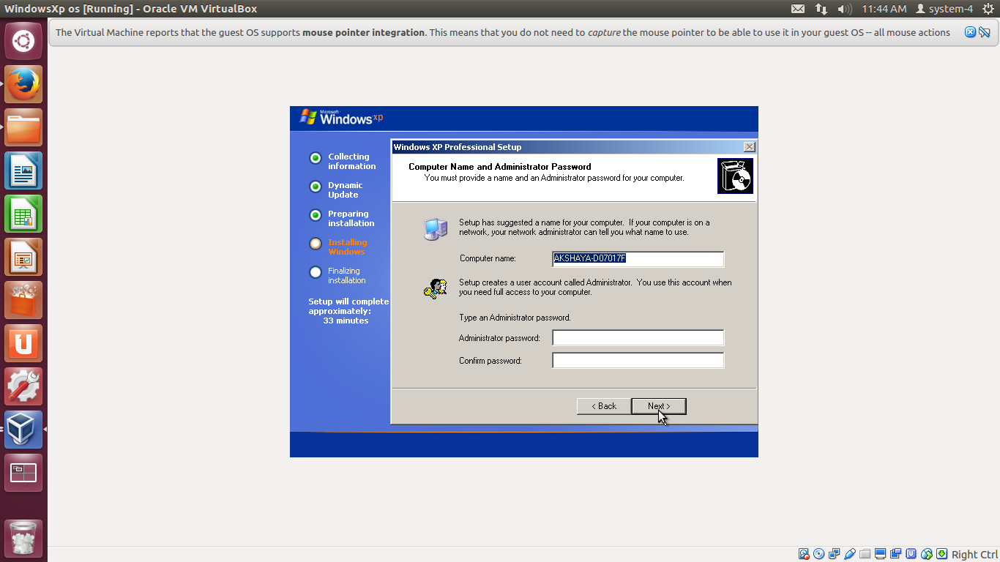 WindowsXp os [Running] - Oracle VM VirtualBox
11:44 AM
system-4
The Virtual Machine reports that the guest OS supports mouse pointer integration. This means that you do not need to capture the mouse pointer to be able to use it in your guest OS -- all mouse actions
Microsoft
Windows xp
Collecting
information
Dynamic
Update
Preparing
installation
Installing
Windows
Finalizing
installation
Setup will complete
approximately:
33 minutes
Windows XP Professional Setup
Computer Name and Administrator Password
You must provide a name and an Administrator password for your computer.
Setup has suggested a name for your computer. If your computer is on a
network, your network administrator can tell you what name to use.
Computer name:
AKSHAYA-D07017F
Setup creates a user account called Administrator. You use this account when
you need full access to your computer.
Type an Administrator password.
Administrator password:
Confirm password:
< Back
Next >
Right Ctrl